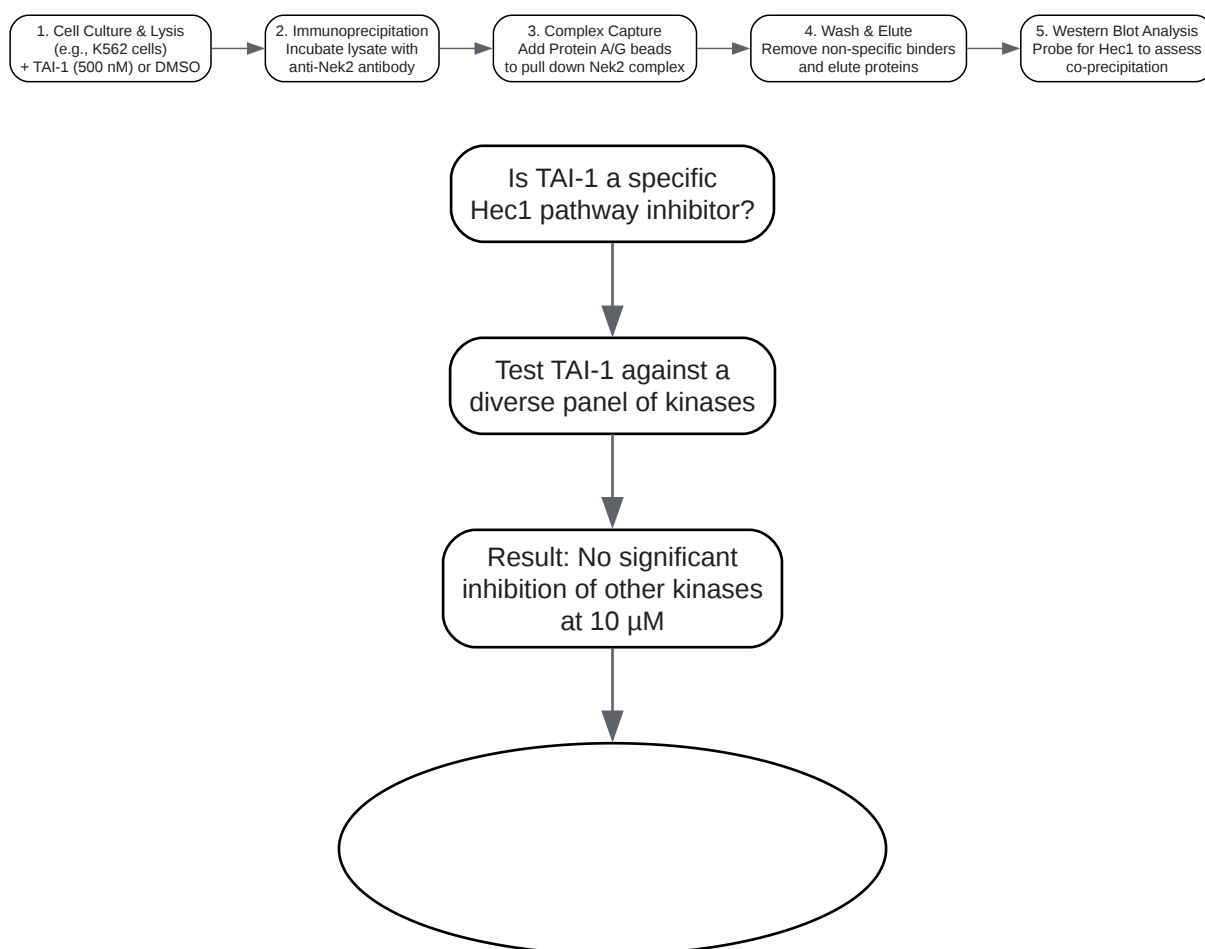 1. Cell Culture & Lysis
(e.g., K562 cells)
+ TAI-1 (500 nM) or DMSO
2. Immunoprecipitation
Incubate lysate with
anti-Nek2 antibody
3. Complex Capture
Add Protein A/G beads
to pull down Nek2 complex
4. Wash & Elute
Remove non-specific binders
and elute proteins
5. Western Blot Analysis
Probe for Hec1 to assess
co-precipitation
Is TAI-1 a specific
Hec1 pathway inhibitor?
Test TAI-1 against a
diverse panel of kinases
Result: No significant
inhibition of other kinases
at 10 µM